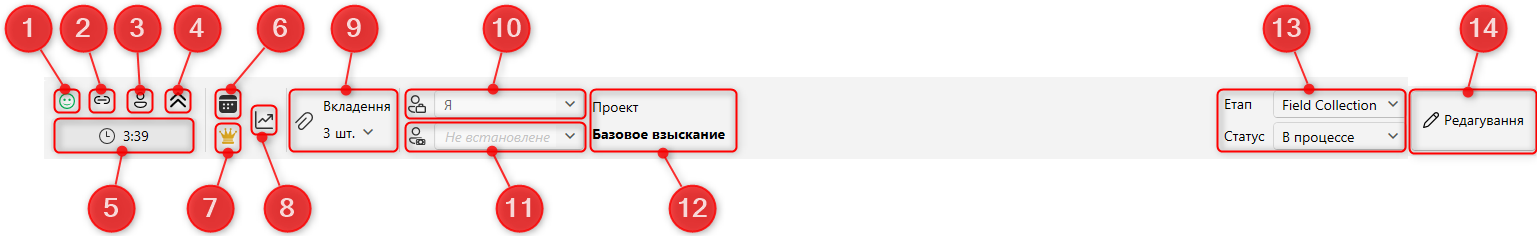 1 2 3 4 6 9 10 13 14
Вкладення
3 шт.
Я
Не встановлене
Проект
Базовое взыскание
Етап Field Collection
Статус В процессе
Редагування
3:39
5 7 8 11 12